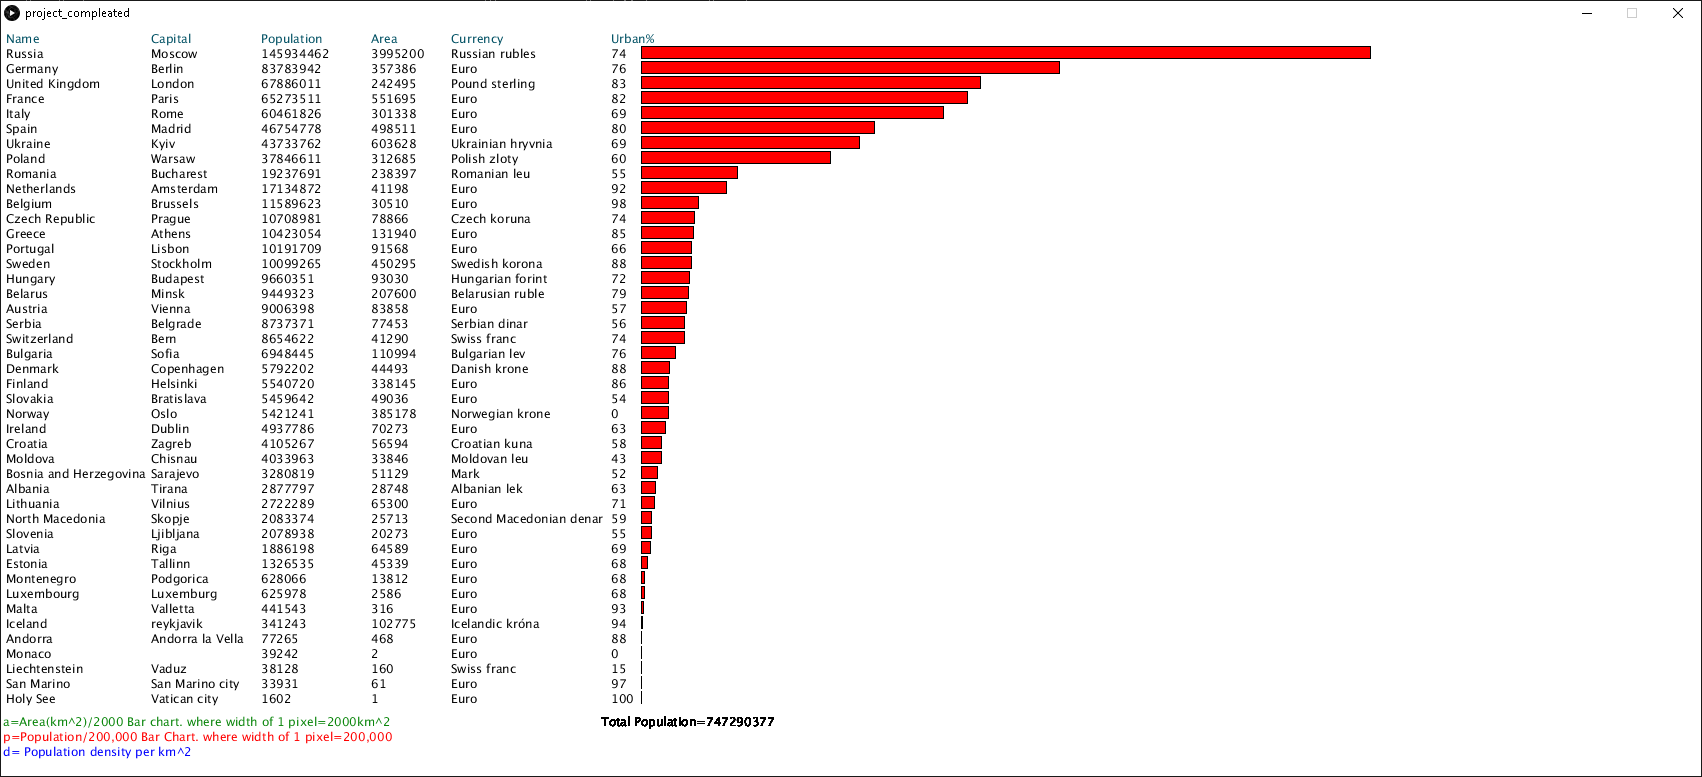 project_compleated
Name Capital Population Area Currency Urban%
Russia Moscow 145934462 3995200 Russian rubles 74
Germany Berlin 83783942 357386 Euro 76
United Kingdom London 67886011 242495 Pound sterling 83
France Paris 65273511 551695 Euro 82
Italy Rome 60461826 301338 Euro 69
Spain Madrid 46754778 498511 Euro 80
Ukraine Kyiv 43733762 603628 Ukrainian hryvnia 69
Poland Warsaw 37846611 312685 Polish zloty 60
Romania Bucharest 19237691 238397 Romanian leu 55
Netherlands Amsterdam 17134872 41198 Euro 92
Belgium Brussels 11589623 30510 Euro 98
Czech Republic Prague 10708981 78866 Czech koruna 74
Greece Athens 10423054 131940 Euro 85
Portugal Lisbon 10191709 91568 Euro 66
Sweden Stockholm 10099265 450295 Swedish korona 88
Hungary Budapest 9660351 93030 Hungarian forint 72
Belarus Minsk 9449323 207600 Belarusian ruble 79
Austria Vienna 9006398 83858 Euro 57
Serbia Belgrade 8737371 77453 Serbian dinar 56
Switzerland Bern 8654622 41290 Swiss franc 74
Bulgaria Sofia 6948445 110994 Bulgarian lev 76
Denmark Copenhagen 5792202 44493 Danish krone 88
Finland Helsinki 5540720 338145 Euro 86
Slovakia Bratislava 5459642 49036 Euro 54
Norway Oslo 5421241 385178 Norwegian krone 0
Ireland Dublin 4937786 70273 Euro 63
Croatia Zagreb 4105267 56594 Croatian kuna 58
Moldova Chisnau 4033963 33846 Moldovan leu 43
Bosnia and Herzegovina Sarajevo 3280819 51129 Mark 52
Albania Tirana 2877797 28748 Albanian lek 63
Lithuania Vilnius 2722289 65300 Euro 71
North Macedonia Skopje 2083374 25713 Second Macedonian denar 59
Slovenia Ljibljana 2078938 20273 Euro 55
Latvia Riga 1886198 64589 Euro 69
Estonia Tallinn 1326535 45339 Euro 68
Montenegro Podgorica 628066 13812 Euro 68
Luxembourg Luxemburg 625978 2586 Euro 68
Malta Valletta 441543 316 Euro 93
Iceland reykjavik 341243 102775 Icelandic króna 94
Andorra Andorra la Vella 77265 468 Euro 88
Monaco 39242 2 Euro 0
Liechtenstein Vaduz 38128 160 Swiss franc 15
San Marino San Marino city 33931 61 Euro 97
Holy See Vatican city 1602 1 Euro 100
a=Area(km^2)/2000 Bar chart. where width of 1 pixel=2000km^2 Total Population=747290377
p=Population/200,000 Bar Chart. where width of 1 pixel=200,000
d= Population density per km^2